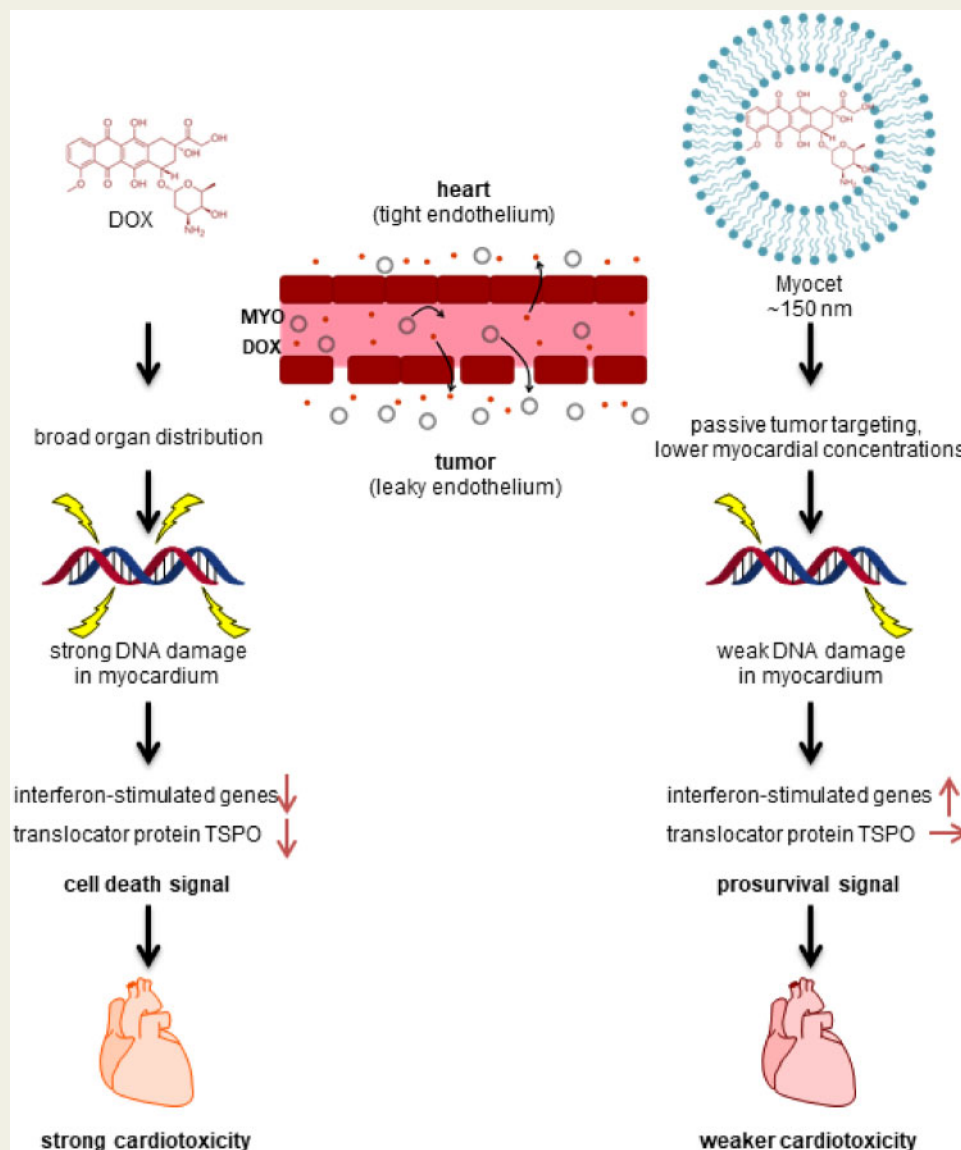 DOX
broad organ distribution
strong DNA damage
in myocardium
interferon-stimulated genes
translocator protein TSPO
cell death signal
strong cardiotoxicity
heart
(tight endothelium)
MYO
DOX
tumor
(leaky endothelium)
Myocet
~150 nm
passive tumor targeting,
lower myocardial concentrations
weak DNA damage
in myocardium
interferon-stimulated genes
translocator protein TSPO
prosurvival signal
weaker cardiotoxicity